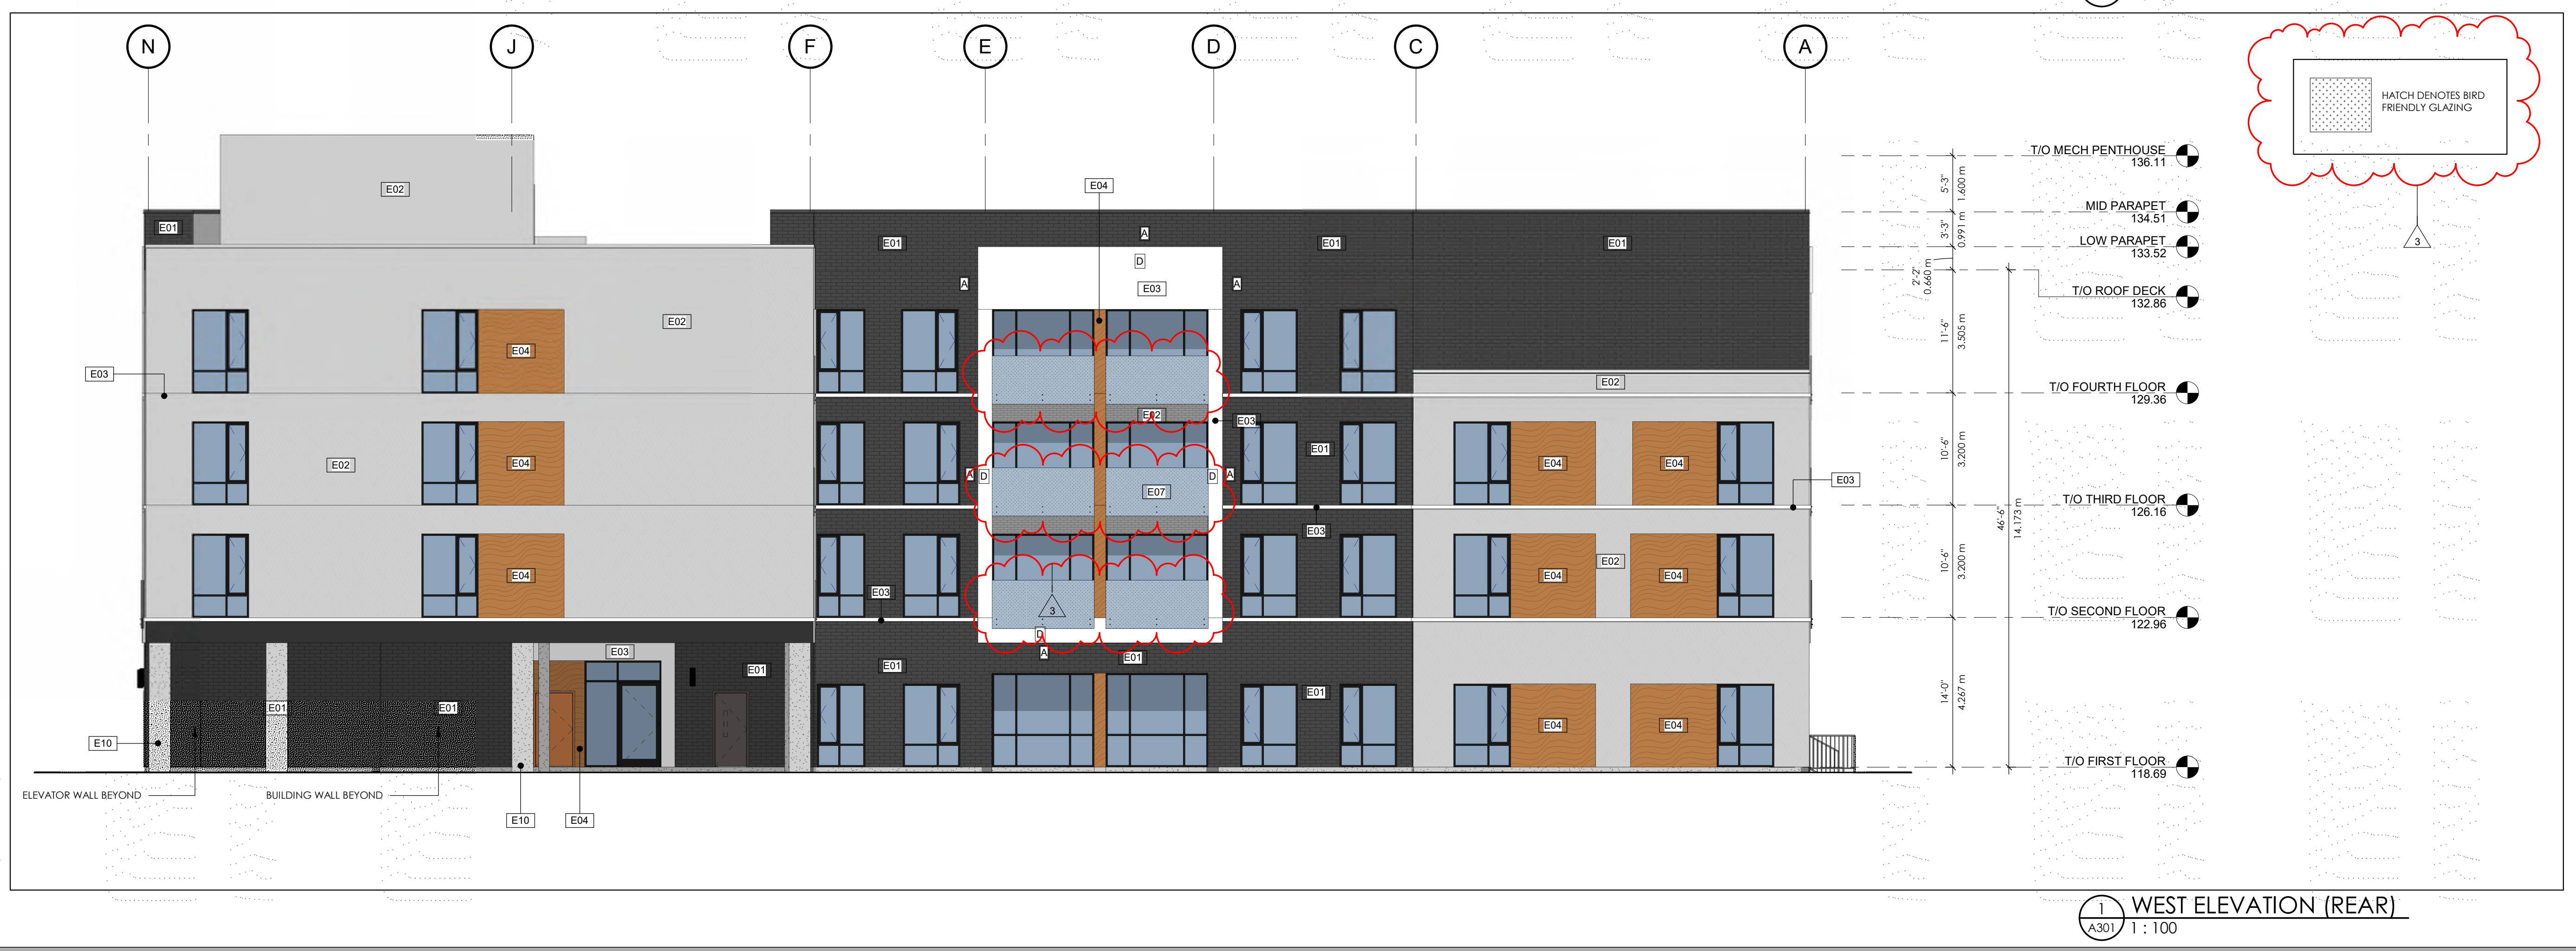 N
J
F
E
D
C
A
HATCH DENOTES BIRD
FRIENDLY GLAZING
3
T/O MECH PENTHOUSE
136.11
5'-3"
1.600 m
MID PARAPET
134.51
3'-3"
0.991 m
LOW PARAPET
133.52
2'-2"
0.660 m
T/O ROOF DECK
132.86
11'-6"
3.505 m
T/O FOURTH FLOOR
129.36
10'-6"
3.200 m
T/O THIRD FLOOR
126.16
46'-6"
14.173 m
10'-6"
3.200 m
T/O SECOND FLOOR
122.96
14'-0"
4.267 m
T/O FIRST FLOOR
118.69
E02
E04
E01
E01
A
E01
E01
D
E03
A
A
E02
E04
E03
E02
E02
E03
E01
E02
E04
A
D
D
A
E07
E04
E04
E03
E03
E04
E02
E04
E04
E03
3
D
A
E03
E01
E01
E01
E01
E01
E01
E04
E04
E10
E10
E04
ELEVATOR WALL BEYOND
BUILDING WALL BEYOND
1
A301
WEST ELEVATION (REAR)
1 : 100